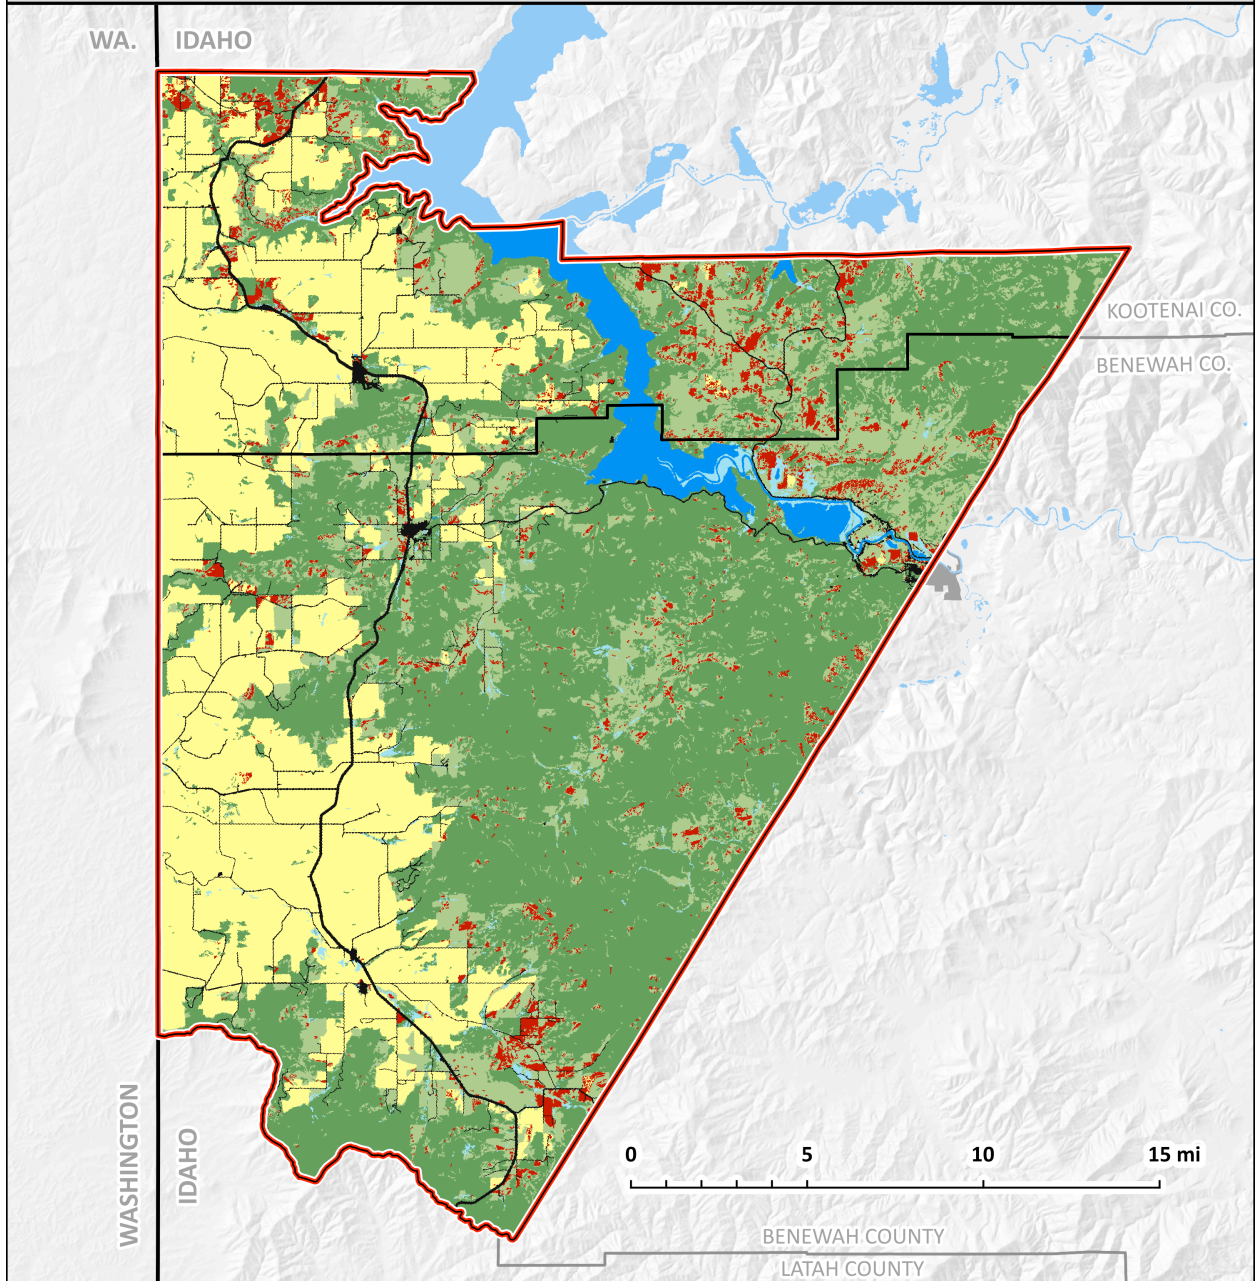 WA. IDAHO
KOOTENAI CO.
BENEWAH CO.
WASHINGTON
IDAHO
0 5 10 15 mi
BENEWAH COUNTY
LATAH COUNTY